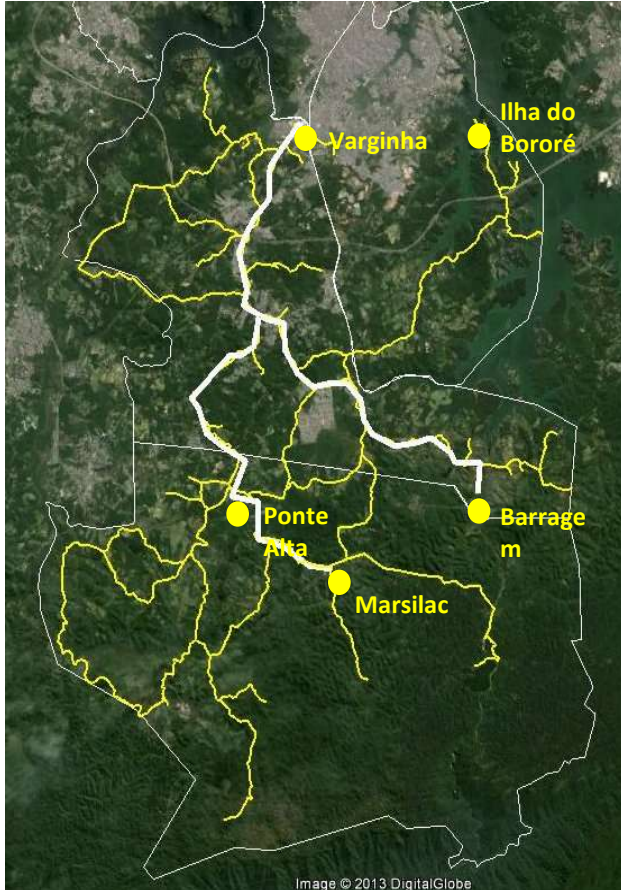 Varginha
Ilha do
Bororé
Ponte
Alta
Barrage
m
Marsilac
Image © 2013 DigitalGlobe